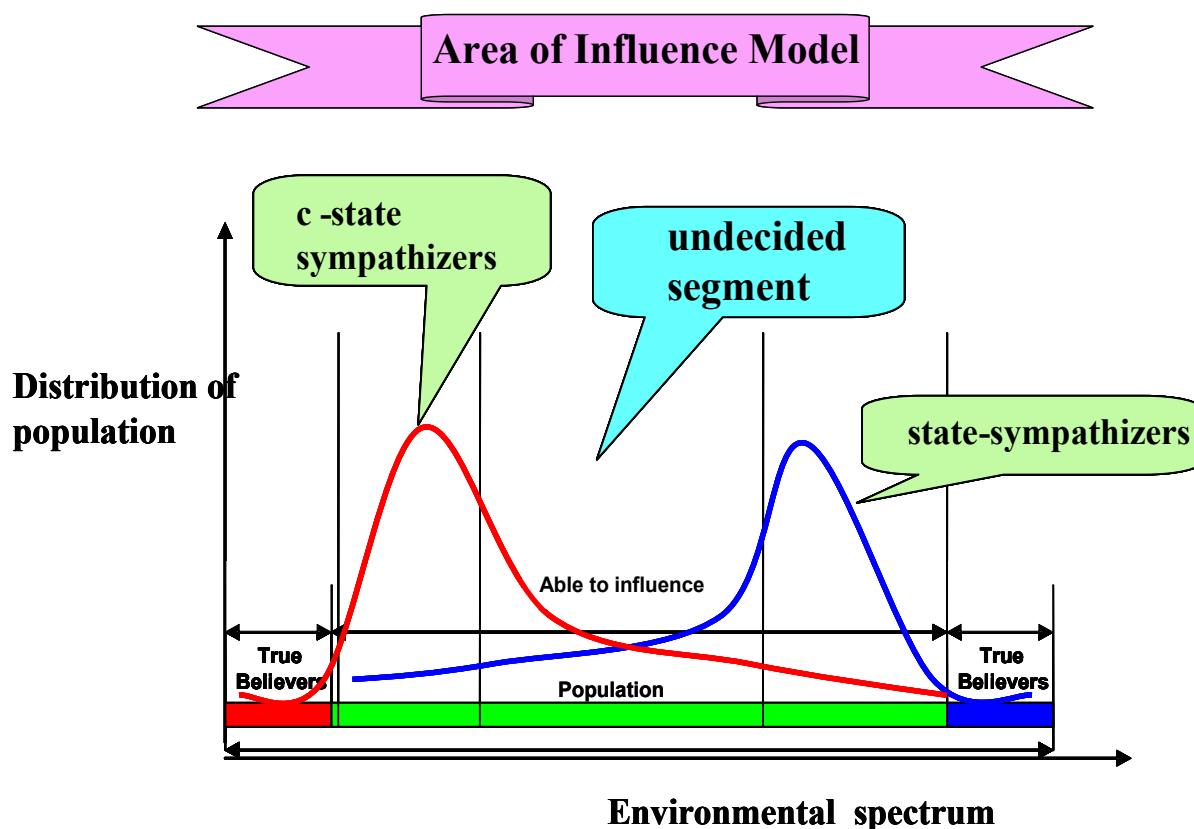 Area of Influence Model
c -state
sympathizers
undecided
segment
Distribution of
population
state-sympathizers
Able to influence
True
Believers
Population
True
Believers
Environmental spectrum